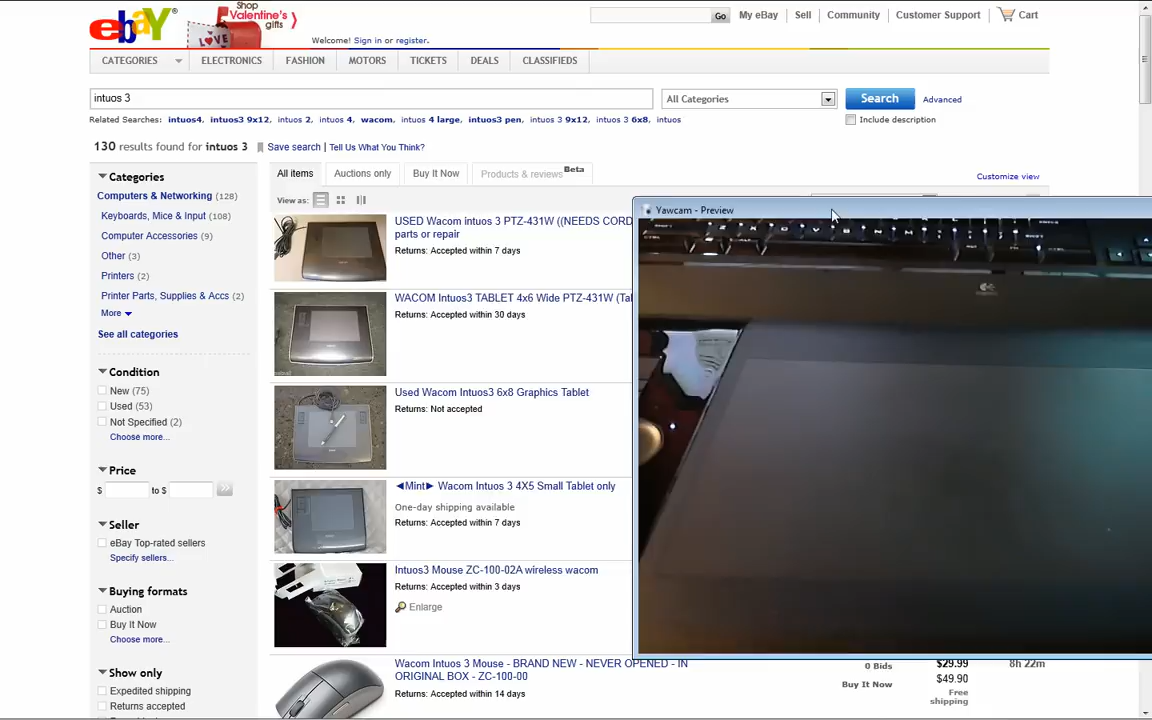 ebay
Shop
Valentine's
gifts
LOVE
Welcome! Sign in or register.
Go
My eBay
Sell
Community
Customer Support
Cart
CATEGORIES
ELECTRONICS
FASHION
MOTORS
TICKETS
DEALS
CLASSIFIEDS
intuos 3
All Categories
Search
Advanced
Related Searches: intuos4, intuos3 9x12, intuos 2, intuos 4, wacom, intuos 4 large, intuos3 pen, intuos 3 9x12, intuos 3 6x8, intuos
Include description
130 results found for intuos 3
Save search | Tell Us What You Think?
Categories
Computers & Networking (128)
Keyboards, Mice & Input (108)
Computer Accessories (9)
Other (3)
Printers (2)
Printer Parts, Supplies & Accs (2)
More
See all categories
Condition
New (75)
Used (53)
Not Specified (2)
Choose more...
Price
$ to $
Seller
eBay Top-rated sellers
Specify sellers...
Buying formats
Auction
Buy It Now
Choose more...
Show only
Expedited shipping
Returns accepted
All items
Auctions only
Buy It Now
Products & reviews Beta
Customize view
View as:
USED Wacom intuos 3 PTZ-431W ((NEEDS CORD
parts or repair
Returns: Accepted within 7 days
WACOM Intuos3 TABLET 4x6 Wide PTZ-431W (Ta
Returns: Accepted within 30 days
Used Wacom Intuos3 6x8 Graphics Tablet
Returns: Not accepted
◄Mint► Wacom Intuos 3 4X5 Small Tablet only
One-day shipping available
Returns: Accepted within 7 days
Intuos3 Mouse ZC-100-02A wireless wacom
Returns: Accepted within 3 days
Enlarge
Wacom Intuos 3 Mouse - BRAND NEW - NEVER OPENED - IN
ORIGINAL BOX - ZC-100-00
Returns: Accepted within 14 days
0 Bids
Buy It Now
$29.99
$49.90
Free
shipping
8h 22m
Yawcam - Preview